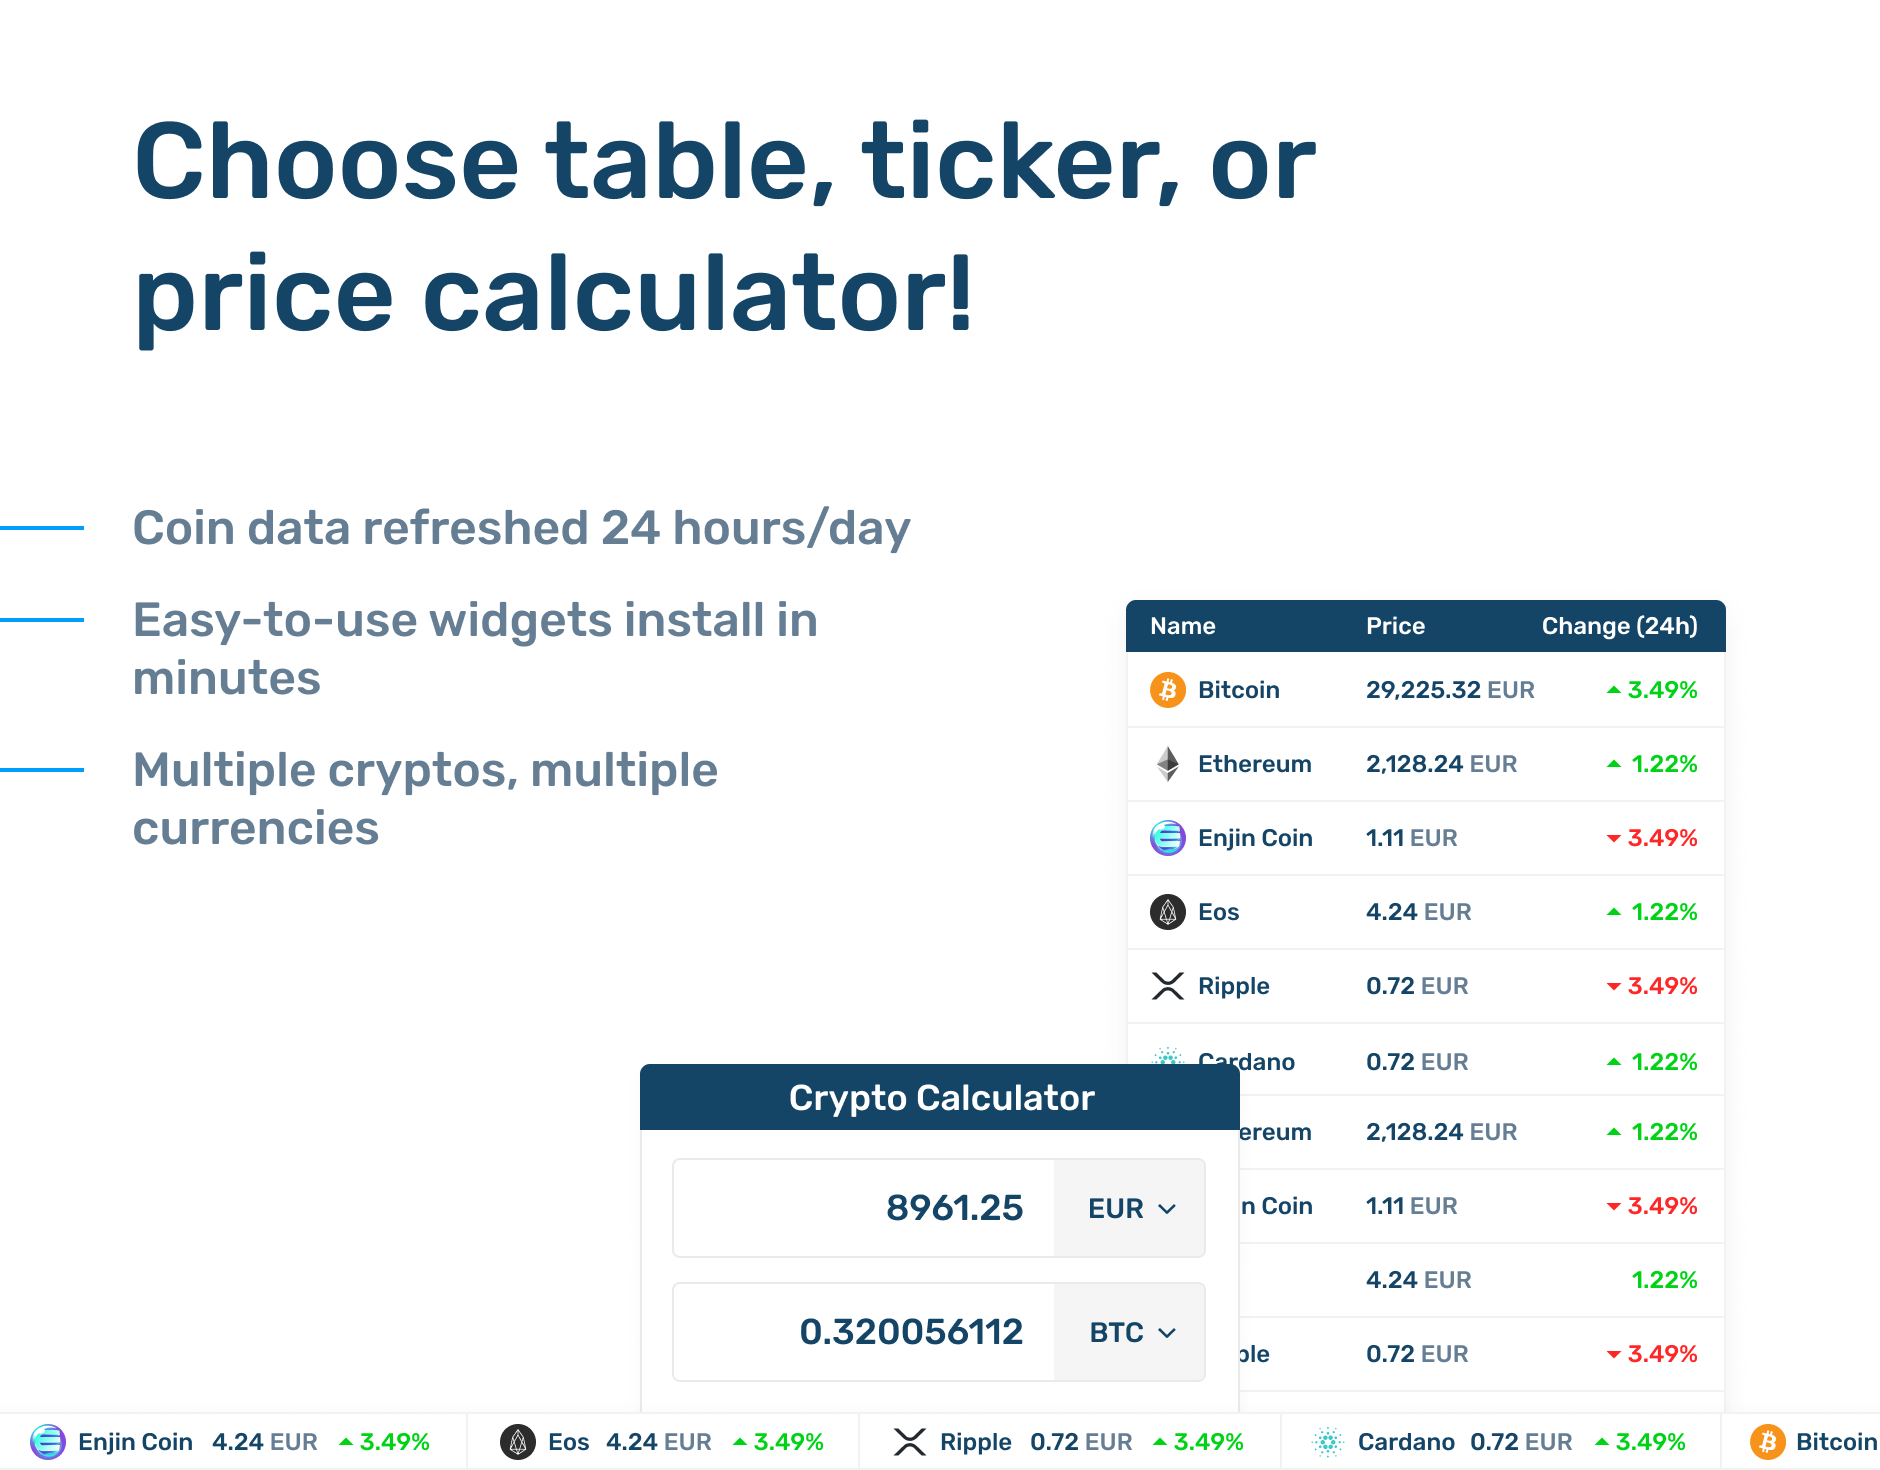 Choose table, ticker, or
price calculator!
Coin data refreshed 24 hours/day
Easy-to-use widgets install in
minutes
Multiple cryptos, multiple
currencies
Name Price Change (24h)
Bitcoin 29,225.32 EUR 3.49%
Ethereum 2,128.24 EUR 1.22%
Enjin Coin 1.11 EUR 3.49%
Eos 4.24 EUR 1.22%
Ripple 0.72 EUR 3.49%
Cardano 0.72 EUR 1.22%
ereum 2,128.24 EUR 1.22%
n Coin 1.11 EUR 3.49%
4.24 EUR 1.22%
ple 0.72 EUR 3.49%
Crypto Calculator
8961.25 EUR
0.320056112 BTC
Enjin Coin 4.24 EUR 3.49% Eos 4.24 EUR 3.49% Ripple 0.72 EUR 3.49% Cardano 0.72 EUR 3.49% Bitcoin